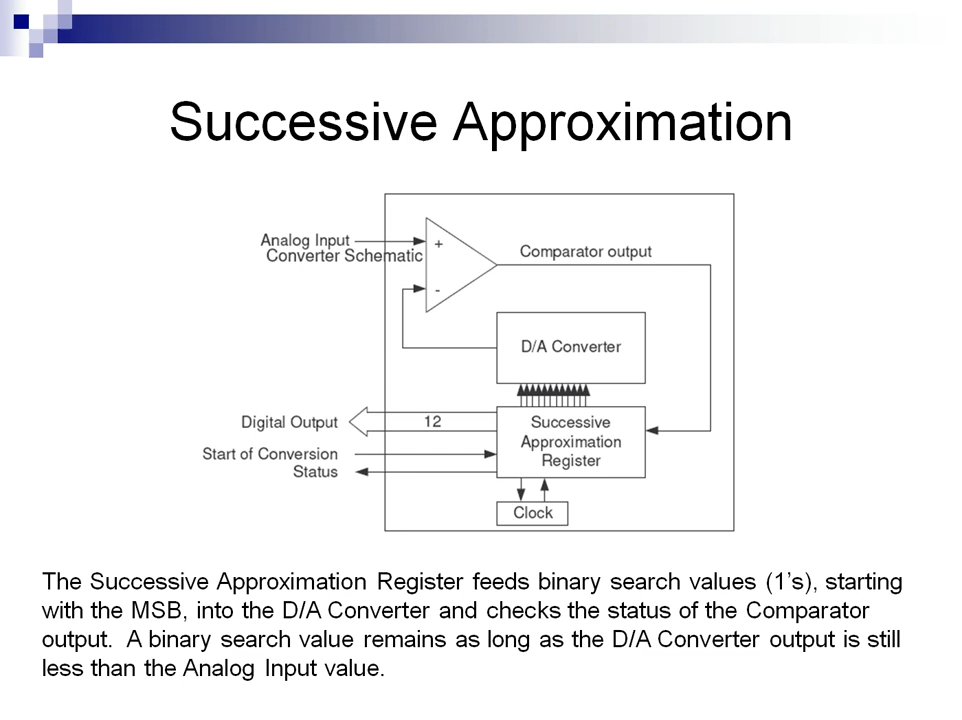 Successive Approximation
Analog Input
Converter Schematic
+
Comparator output
-
D/A Converter
Digital Output
12
Successive
Approximation
Register
Start of Conversion
Status
Clock
The Successive Approximation Register feeds binary search values (1’s), starting
with the MSB, into the D/A Converter and checks the status of the Comparator
output.  A binary search value remains as long as the D/A Converter output is still
less than the Analog Input value.